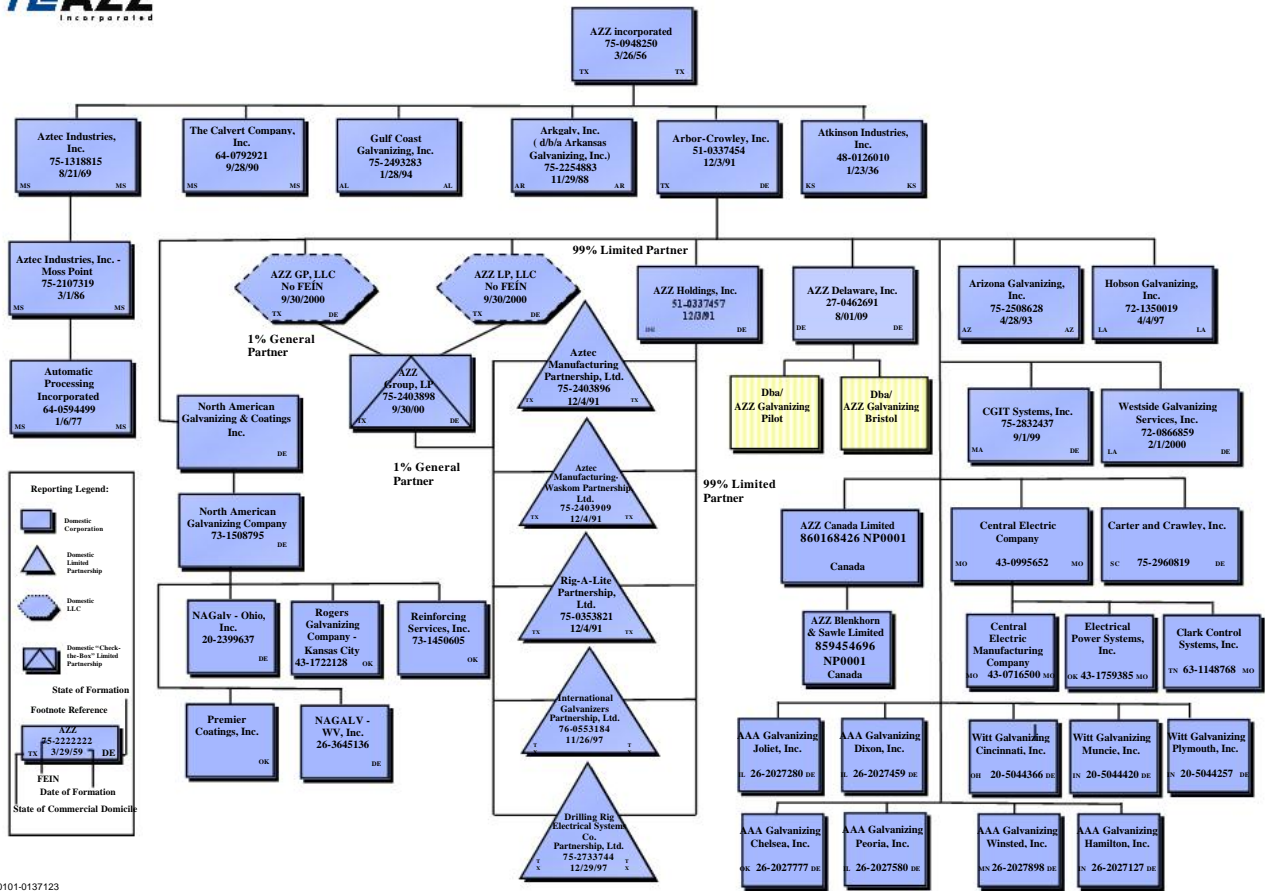 AZZ
Incorporated
AZZ incorporated
75-0948250
3/26/56
TX TX
Aztec Industries,
Inc.
75-1318815
8/21/69
MS MS
The Calvert Company,
Inc.
64-0792921
9/28/90
MS MS
Gulf Coast
Galvanizing, Inc.
75-2493283
1/28/94
AL AL
Arkgalv, Inc.
( d/b/a Arkansas
Galvanizing, Inc.)
75-2254883
11/29/88
AR AR
Arbor-Crowley, Inc.
51-0337454
12/3/91
TX DE
Atkinson Industries,
Inc.
48-0126010
1/23/36
KS KS
Aztec Industries, Inc. -
Moss Point
75-2107319
3/1/86
MS MS
99% Limited Partner
AZZ GP, LLC
No FEIN
9/30/2000
TX DE
AZZ LP, LLC
No FEIN
9/30/2000
TX DE
AZZ Holdings, Inc.
51-0337457
12/3/91
DE
AZZ Delaware, Inc.
27-0462691
8/01/09
DE DE
Arizona Galvanizing,
Inc.
75-2508628
4/28/93
AZ AZ
Hobson Galvanizing,
Inc.
72-1350019
4/4/97
LA LA
1% General
Partner
Automatic
Processing
Incorporated
64-0594499
1/6/77
MS MS
AZZ
Group, LP
75-2403898
9/30/00
TX DE
Aztec
Manufacturing
Partnership, Ltd.
75-2403896
12/4/91
TX TX
Dba/
AZZ Galvanizing
Pilot
Dba/
AZZ Galvanizing
Bristol
CGIT Systems, Inc.
75-2832437
9/1/99
MA DE
Westside Galvanizing
Services, Inc.
72-0866859
2/1/2000
LA DE
North American
Galvanizing & Coatings
Inc.
DE
1% General
Partner
Aztec
Manufacturing-
Waskom Partnership
Ltd.
75-2403909
12/4/91
TX TX
99% Limited
Partner
North American
Galvanizing Company
73-1508795
DE
AZZ Canada Limited
860168426 NP0001
Canada
Central Electric
Company
MO 43-0995652 MO
Carter and Crawley, Inc.
SC 75-2960819 DE
Rig-A-Lite
Partnership,
Ltd.
75-0353821
12/4/91
TX TX
NAGalv - Ohio,
Inc.
20-2399637
DE
Rogers
Galvanizing
Company -
Kansas City
43-1722128 OK
Reinforcing
Services, Inc.
73-1450605
OK
AZZ Blenkhorn
& Sawle Limited
859454696
NP0001
Canada
Central
Electric
Manufacturing
Company
MO 43-0716500 MO
Electrical
Power Systems,
Inc.
OK 43-1759385 MO
Clark Control
Systems, Inc.
TN 63-1148768 MO
Premier
Coatings, Inc.
OK
NAGALV -
WV, Inc.
26-3645136
DE
International
Galvanizers
Partnership, Ltd.
76-0553184
11/26/97
TX TX
AAA Galvanizing
Joliet, Inc.
IL 26-2027280 DE
AAA Galvanizing
Dixon, Inc.
IL 26-2027459 DE
Witt Galvanizing
Cincinnati, Inc.
OH 20-5044366 DE
Witt Galvanizing
Muncie, Inc.
IN 20-5044420 DE
Witt Galvanizing
Plymouth, Inc.
IN 20-5044257 DE
Drilling Rig
Electrical Systems
Co.
Partnership, Ltd.
75-2733744
12/29/97
TX TX
AAA Galvanizing
Chelsea, Inc.
OK 26-2027777 DE
AAA Galvanizing
Peoria, Inc.
IL 26-2027580 DE
AAA Galvanizing
Winsted, Inc.
MN 26-2027898 DE
AAA Galvanizing
Hamilton, Inc.
IN 26-2027127 DE
Reporting Legend:
Domestic
Corporation
Domestic
Limited
Partnership
Domestic
LLC
Domestic "Check-
the-Box" Limited
Partnership
State of Formation
Footnote Reference
AZZ
75-2222222
3/29/59
TX DE
FEIN
Date of Formation
State of Commercial Domicile
0101-0137123